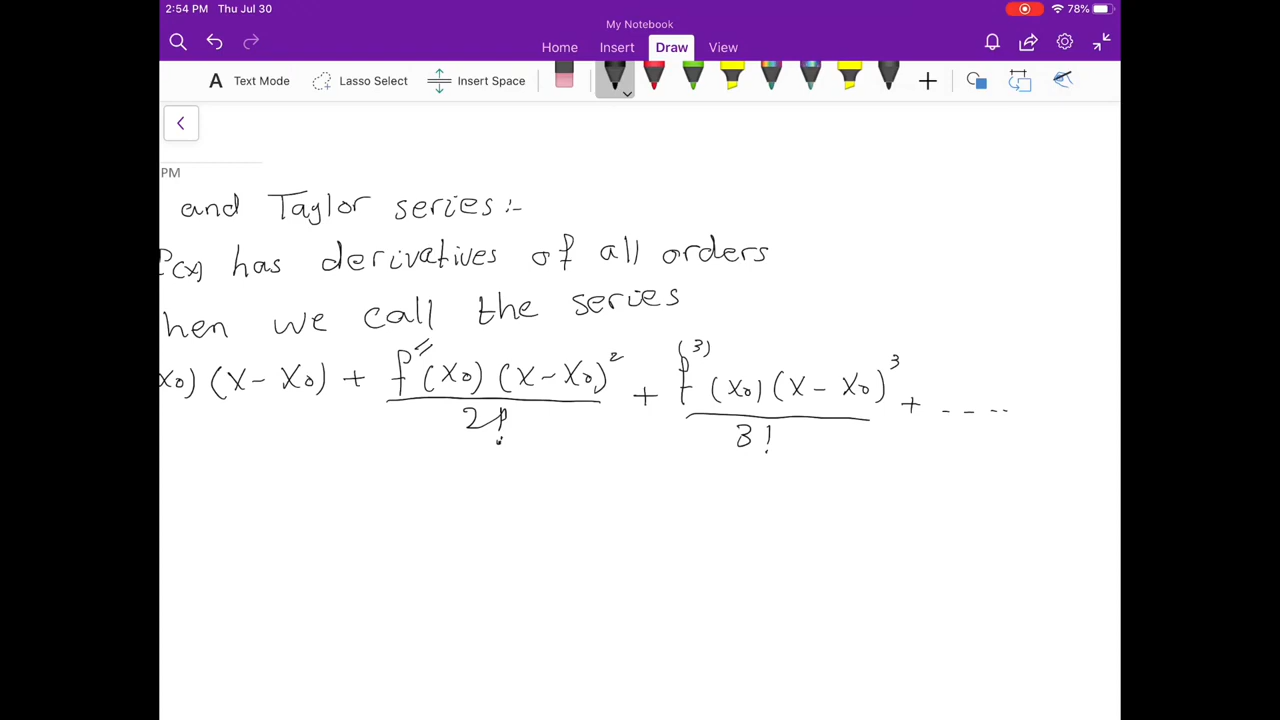 2:54 PM Thu Jul 30
78%
My Notebook
Home Insert Draw View
Text Mode Lasso Select Insert Space
PM
and Taylor series:-
f(x) has derivatives of all orders
hen we call the series
x₀) (x - x₀) + f''(x₀) (x - x₀)² / 2! + f⁽³⁾(x₀) (x - x₀)³ / 3! + ....